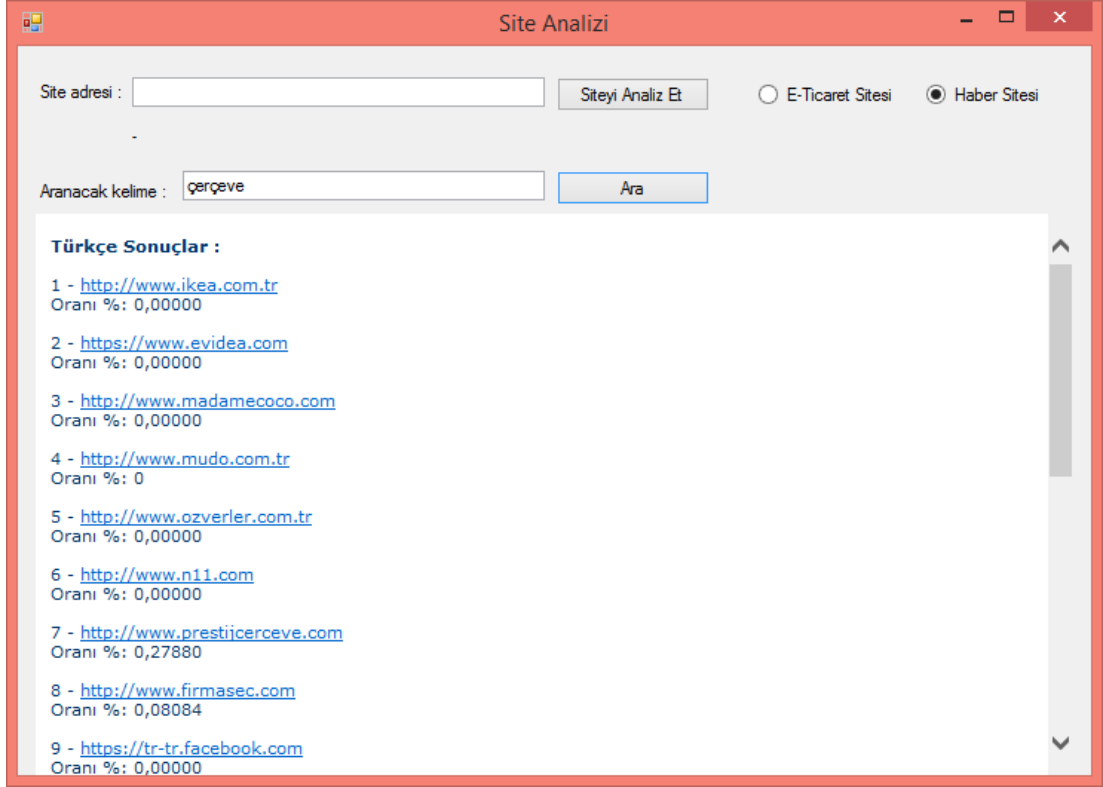 Site Analizi
Site adresi :
Siteyi Analiz Et
E-Ticaret Sitesi
Haber Sitesi
-
Aranacak kelime :
çerçeve
Ara
Türkçe Sonuçlar :
1 - http://www.ikea.com.tr
Oranı %: 0,00000
2 - https://www.evidea.com
Oranı %: 0,00000
3 - http://www.madamecoco.com
Oranı %: 0,00000
4 - http://www.mudo.com.tr
Oranı %: 0
5 - http://www.ozverler.com.tr
Oranı %: 0,00000
6 - http://www.n11.com
Oranı %: 0,00000
7 - http://www.prestijcerceve.com
Oranı %: 0,27880
8 - http://www.firmasec.com
Oranı %: 0,08084
9 - https://tr-tr.facebook.com
Oranı %: 0,00000